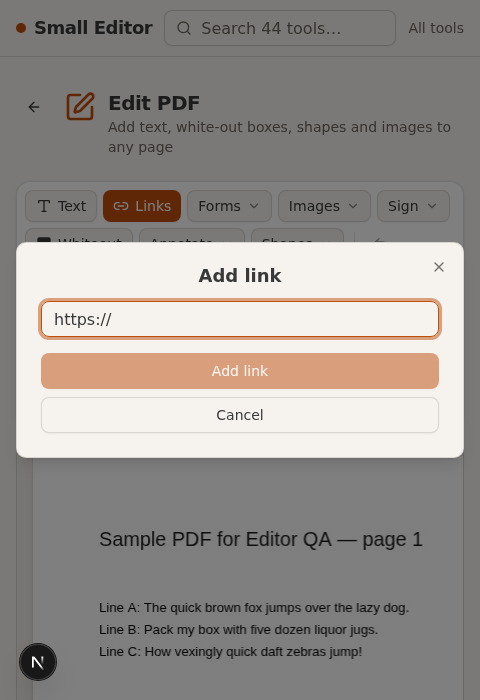 Small Editor
Search 44 tools...
All tools
Edit PDF
Add text, white-out boxes, shapes and images to
any page
Text
Links
Forms
Images
Sign
Whiteout
Annotate
Shapes
Add link
https://
Add link
Cancel
Sample PDF for Editor QA — page 1
Line A: The quick brown fox jumps over the lazy dog.
Line B: Pack my box with five dozen liquor jugs.
Line C: How vexingly quick daft zebras jump!
N